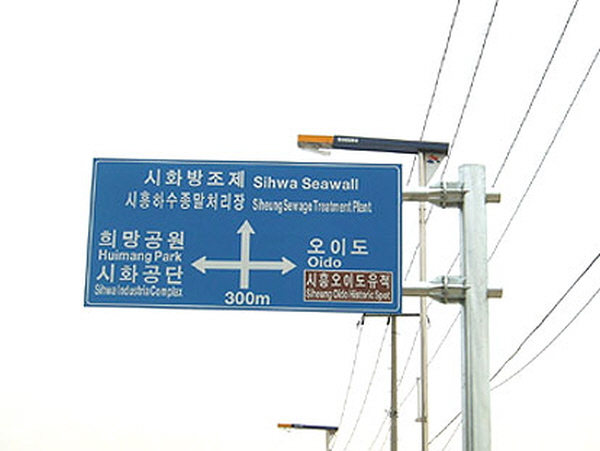 시화방조제 Sihwa Seawall
시흥하수종말처리장 Siheung Sewage Treatment Plant
희망공원
Huimang Park
시화공단
Sihwa Industria Complex
오이도
Oido
시흥오이도유적
Siheung Oido Historic Spot
300m